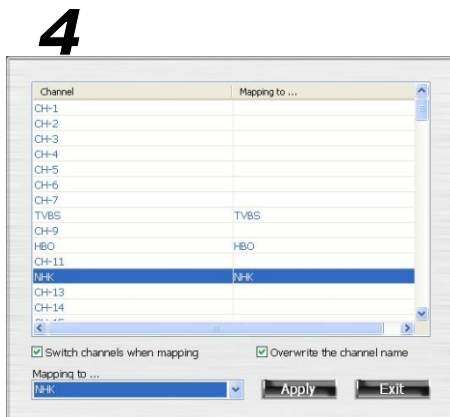 4
Channel Mapping to ...
CH-1
CH-2
CH-3
CH-4
CH-5
CH-6
CH-7
TVBS TVBS
CH-9
HBO HBO
CH-11
NHK NHK
CH-13
CH-14
CH-15
Switch channels when mapping Overwrite the channel name
Mapping to ...
NHK Apply Exit